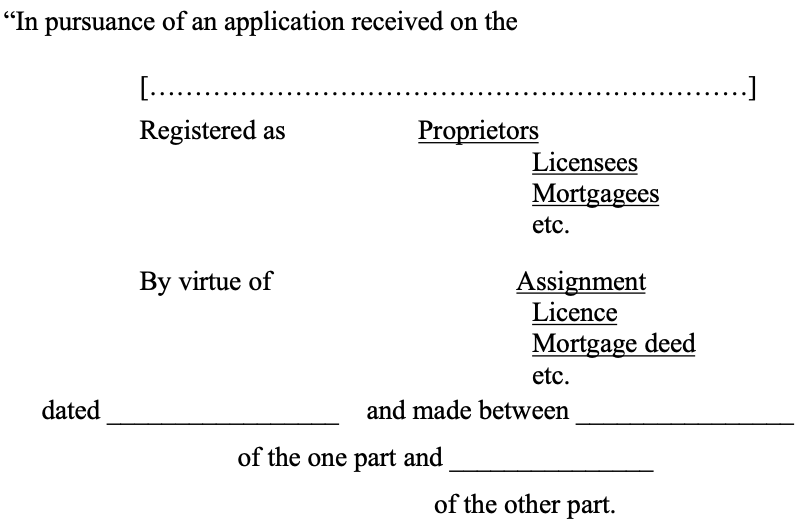 “In pursuance of an application received on the
[……………………………………………………………………]
Registered as Proprietors
Licensees
Mortgagees
etc.
By virtue of Assignment
Licence
Mortgage deed
etc.
dated _________________ and made between ________________
of the one part and _______________
of the other part.